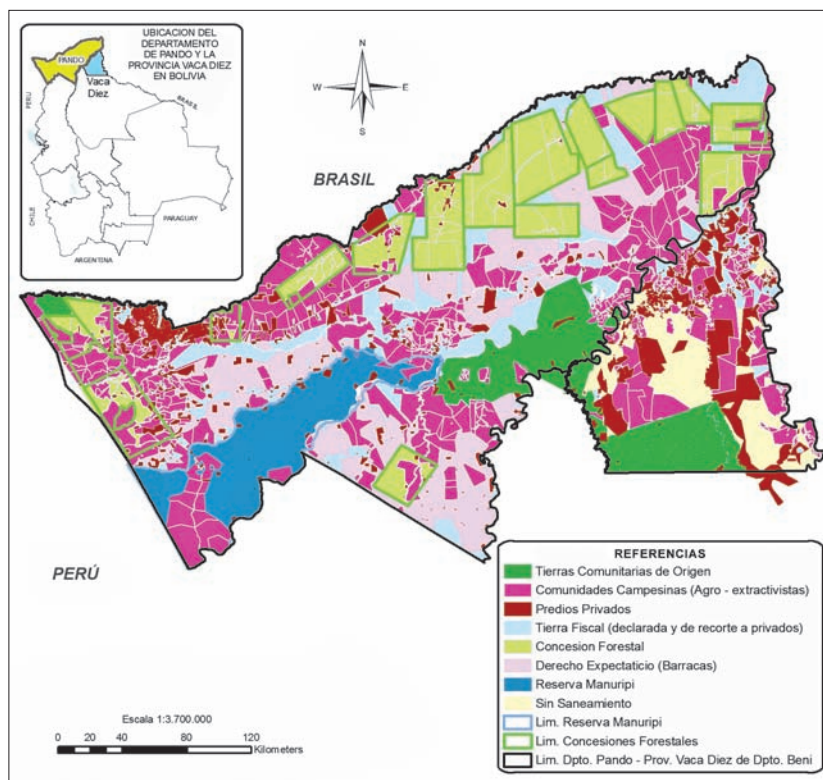 UBICACION DEL
DEPARTAMENTO
DE PANDO Y LA
PROVINCIA VACA DIEZ
EN BOLIVIA
PANDO
Vaca
Diez
PERU
BRASIL
CHILE
PARAGUAY
ARGENTINA
N
W
E
S
BRASIL
PERÚ
REFERENCIAS
Tierras Comunitarias de Origen
Comunidades Campesinas (Agro - extractivistas)
Predios Privados
Tierra Fiscal (declarada y de recorte a privados)
Concesion Forestal
Derecho Expectaticio (Barracas)
Reserva Manuripi
Sin Saneamiento
Lim. Reserva Manuripi
Lim. Concesiones Forestales
Lim. Dpto. Pando - Prov. Vaca Diez de Dpto. Beni
Escala 1:3.700.000
0 20 40 80 120
Kilometers